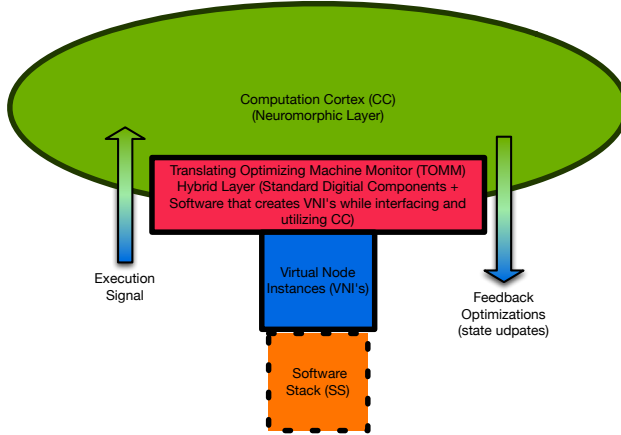 Computation Cortex (CC)
(Neuromorphic Layer)
Translating Optimizing Machine Monitor (TOMM)
Hybrid Layer (Standard Digitial Components +
Software that creates VNI's while interfacing and
utilizing CC)
Execution
Signal
Virtual Node
Instances (VNI's)
Feedback
Optimizations
(state udpates)
Software
Stack (SS)